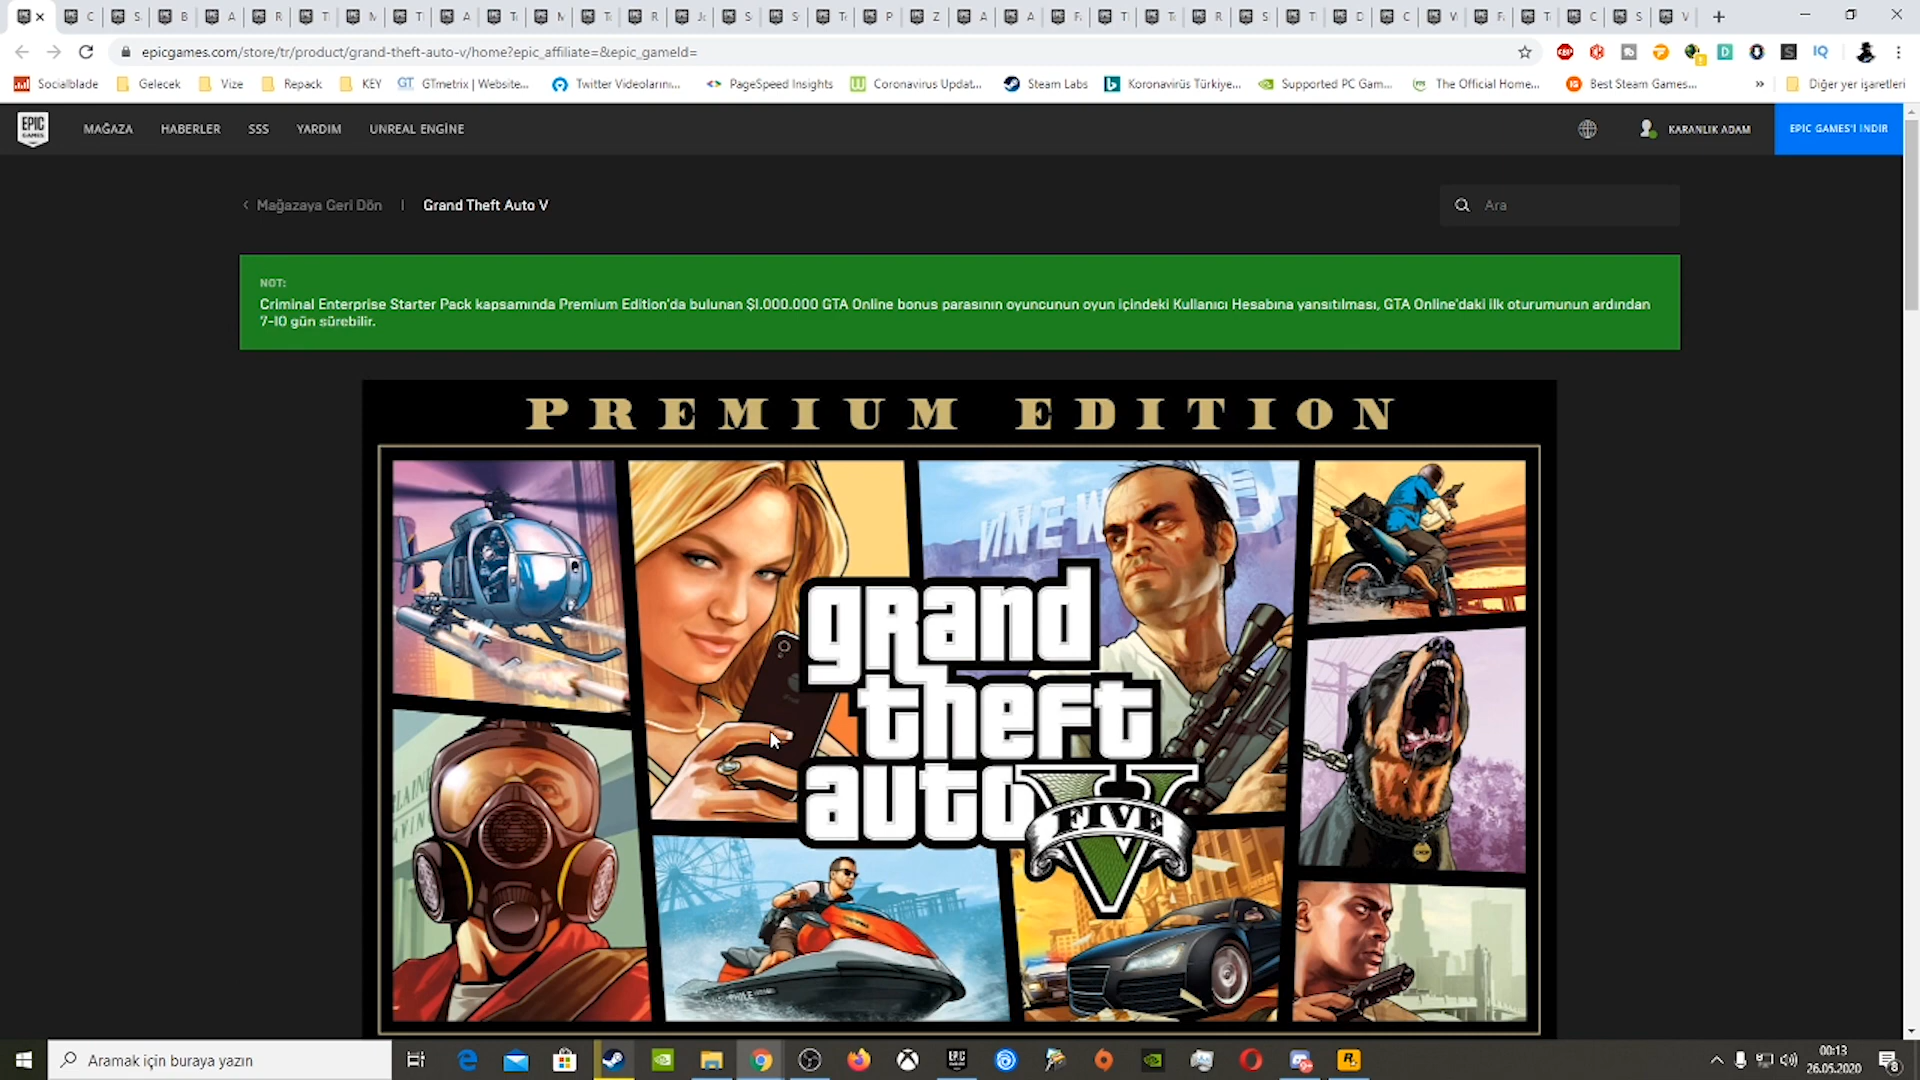 epicgames.com/store/tr/product/grand-theft-auto-v/home?epic_affiliate=&epic_gameId=
Socialblade
Gelecek
Vize
Repack
KEY
GTmetrix | Website...
Twitter Videolarını...
PageSpeed Insights
Coronavirus Updat...
Steam Labs
Koronavirüs Türkiye...
Supported PC Gam...
The Official Home...
Best Steam Games...
Diğer yer işaretleri
EPIC GAMES
MAĞAZA
HABERLER
SSS
YARDIM
UNREAL ENGİNE
KARANLIK ADAM
EPIC GAMES'İ İNDİR
Mağazaya Geri Dön
Grand Theft Auto V
Ara
NOT:
Criminal Enterprise Starter Pack kapsamında Premium Edition'da bulunan $1.000.000 GTA Online bonus parasının oyuncunun oyun içindeki Kullanıcı Hesabına yansıtılması, GTA Online'daki ilk oturumunun ardından
7-10 gün sürebilir.
PREMIUM EDITION
grand
theft
auto
FIVE
Aramak için buraya yazın
00:13
26.05.2020
8